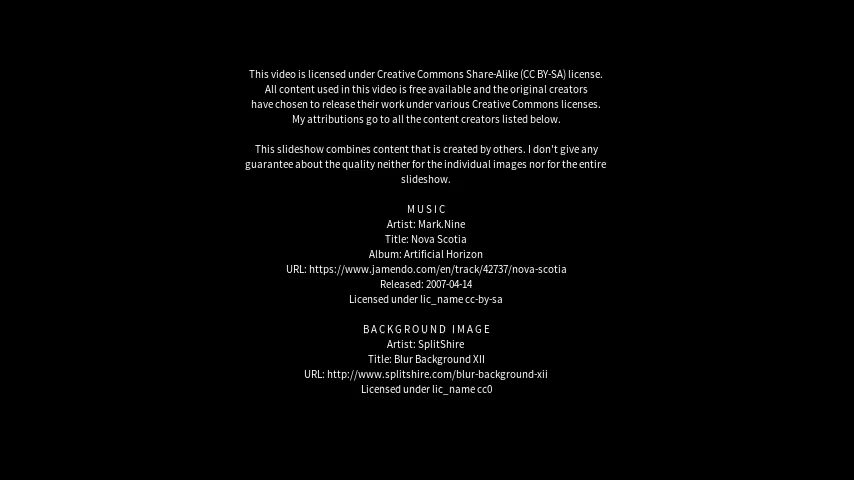 This video is licensed under Creative Commons Share-Alike (CC BY-SA) license.
All content used in this video is free available and the original creators
have chosen to release their work under various Creative Commons licenses.
My attributions go to all the content creators listed below.
This slideshow combines content that is created by others. I don't give any
guarantee about the quality neither for the individual images nor for the entire
slideshow.
MUSIC
Artist: Mark.Nine
Title: Nova Scotia
Album: Artificial Horizon
URL: https://www.jamendo.com/en/track/42737/nova-scotia
Released: 2007-04-14
Licensed under lic_name cc-by-sa
BACKGROUND IMAGE
Artist: SplitShire
Title: Blur Background XII
URL: http://www.splitshire.com/blur-background-xii
Licensed under lic_name cc0